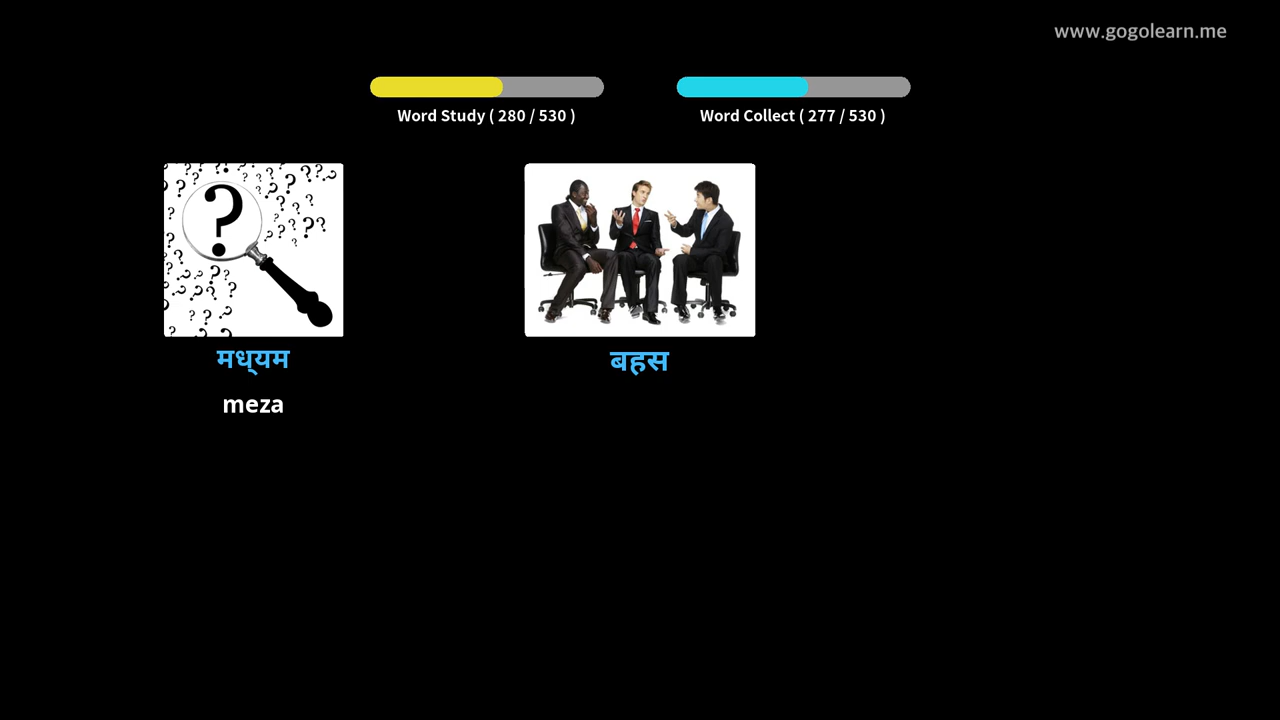 www.gogolearn.me
Word Study ( 280 / 530 )
Word Collect ( 277 / 530 )
मध्‌यम
बहस
meza